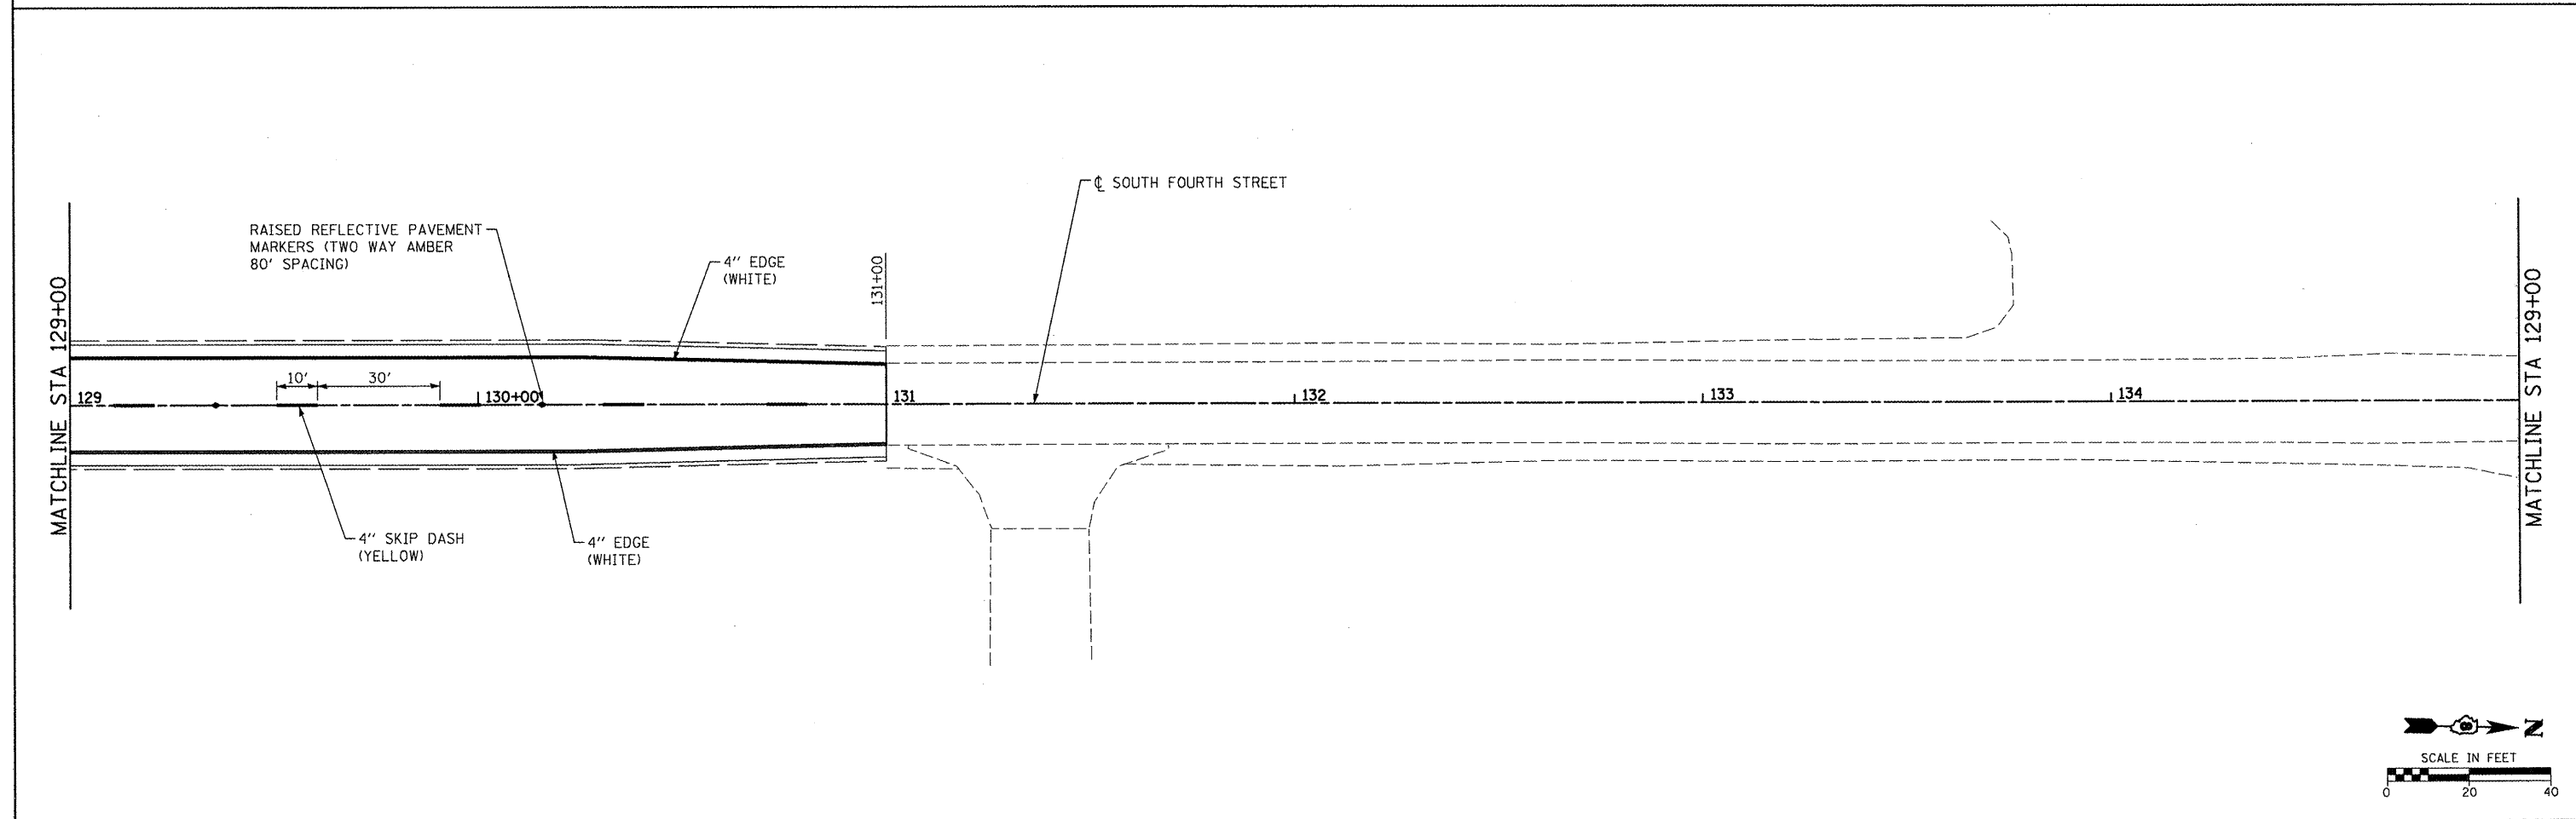 ℄ SOUTH FOURTH STREET
RAISED REFLECTIVE PAVEMENT
MARKERS (TWO WAY AMBER
80' SPACING)
4" EDGE
(WHITE)
131+00
MATCHLINE STA 129+00
10'
30'
129
130+00
131
132
133
134
MATCHLINE STA 129+00
4" SKIP DASH
(YELLOW)
4" EDGE
(WHITE)
N
SCALE IN FEET
0 20 40